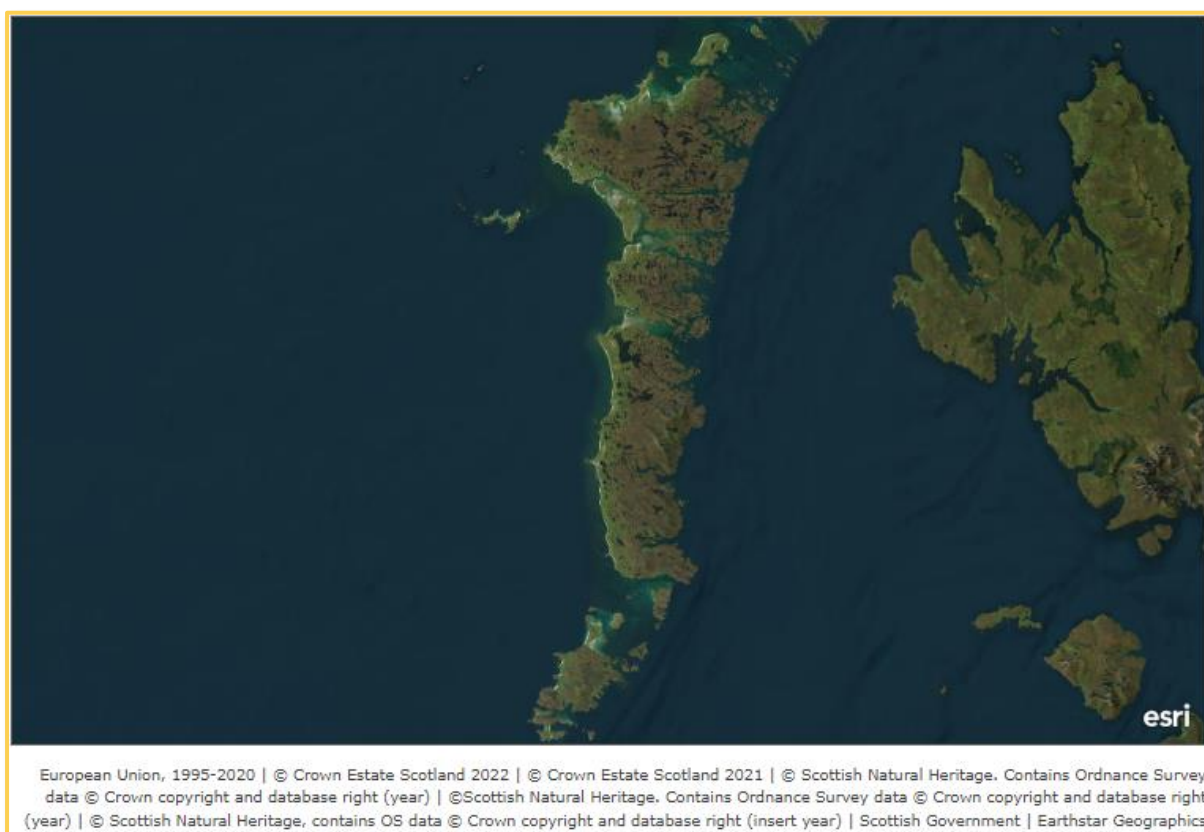 esri
European Union, 1995-2020 | © Crown Estate Scotland 2022 | © Crown Estate Scotland 2021 | © Scottish Natural Heritage. Contains Ordnance Survey
data © Crown copyright and database right (year) | ©Scottish Natural Heritage. Contains Ordnance Survey data © Crown copyright and database right
(year) | © Scottish Natural Heritage, contains OS data © Crown copyright and database right (insert year) | Scottish Government | Earthstar Geographics